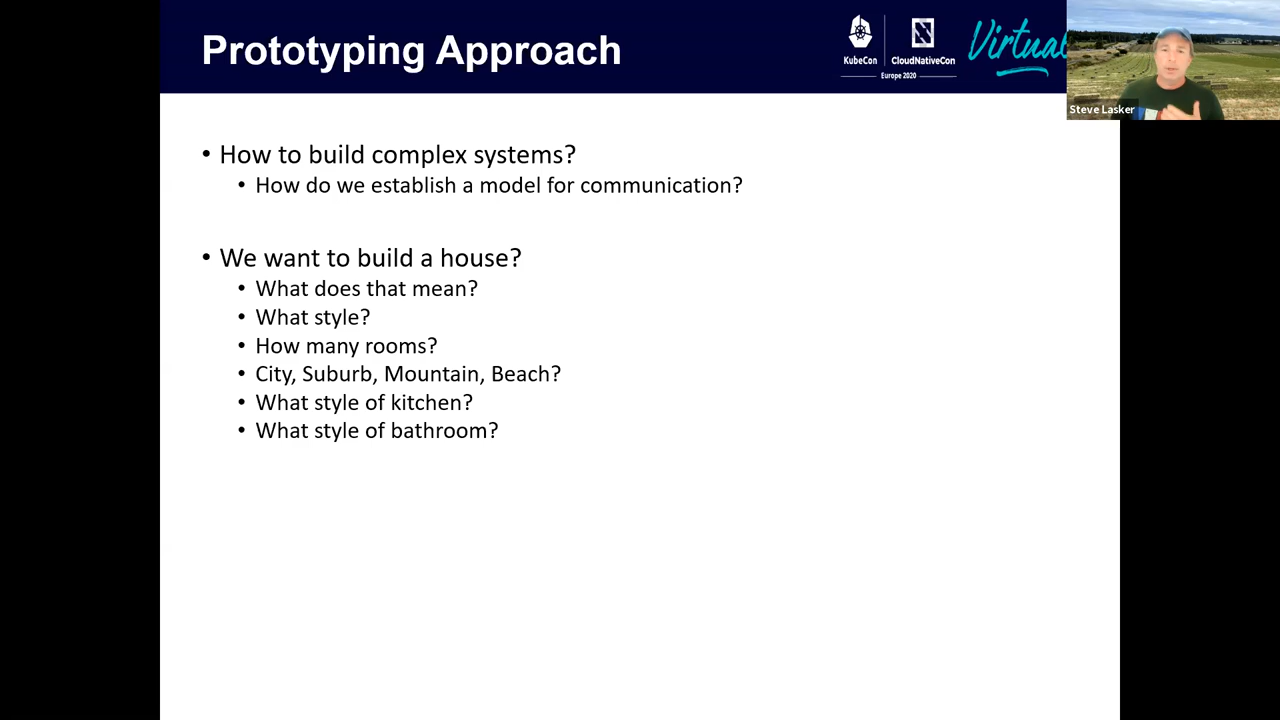 Prototyping Approach
KubeCon
CloudNativeCon
Europe 2020
Virtual
Steve Lasker
• How to build complex systems?
• How do we establish a model for communication?
• We want to build a house?
• What does that mean?
• What style?
• How many rooms?
• City, Suburb, Mountain, Beach?
• What style of kitchen?
• What style of bathroom?